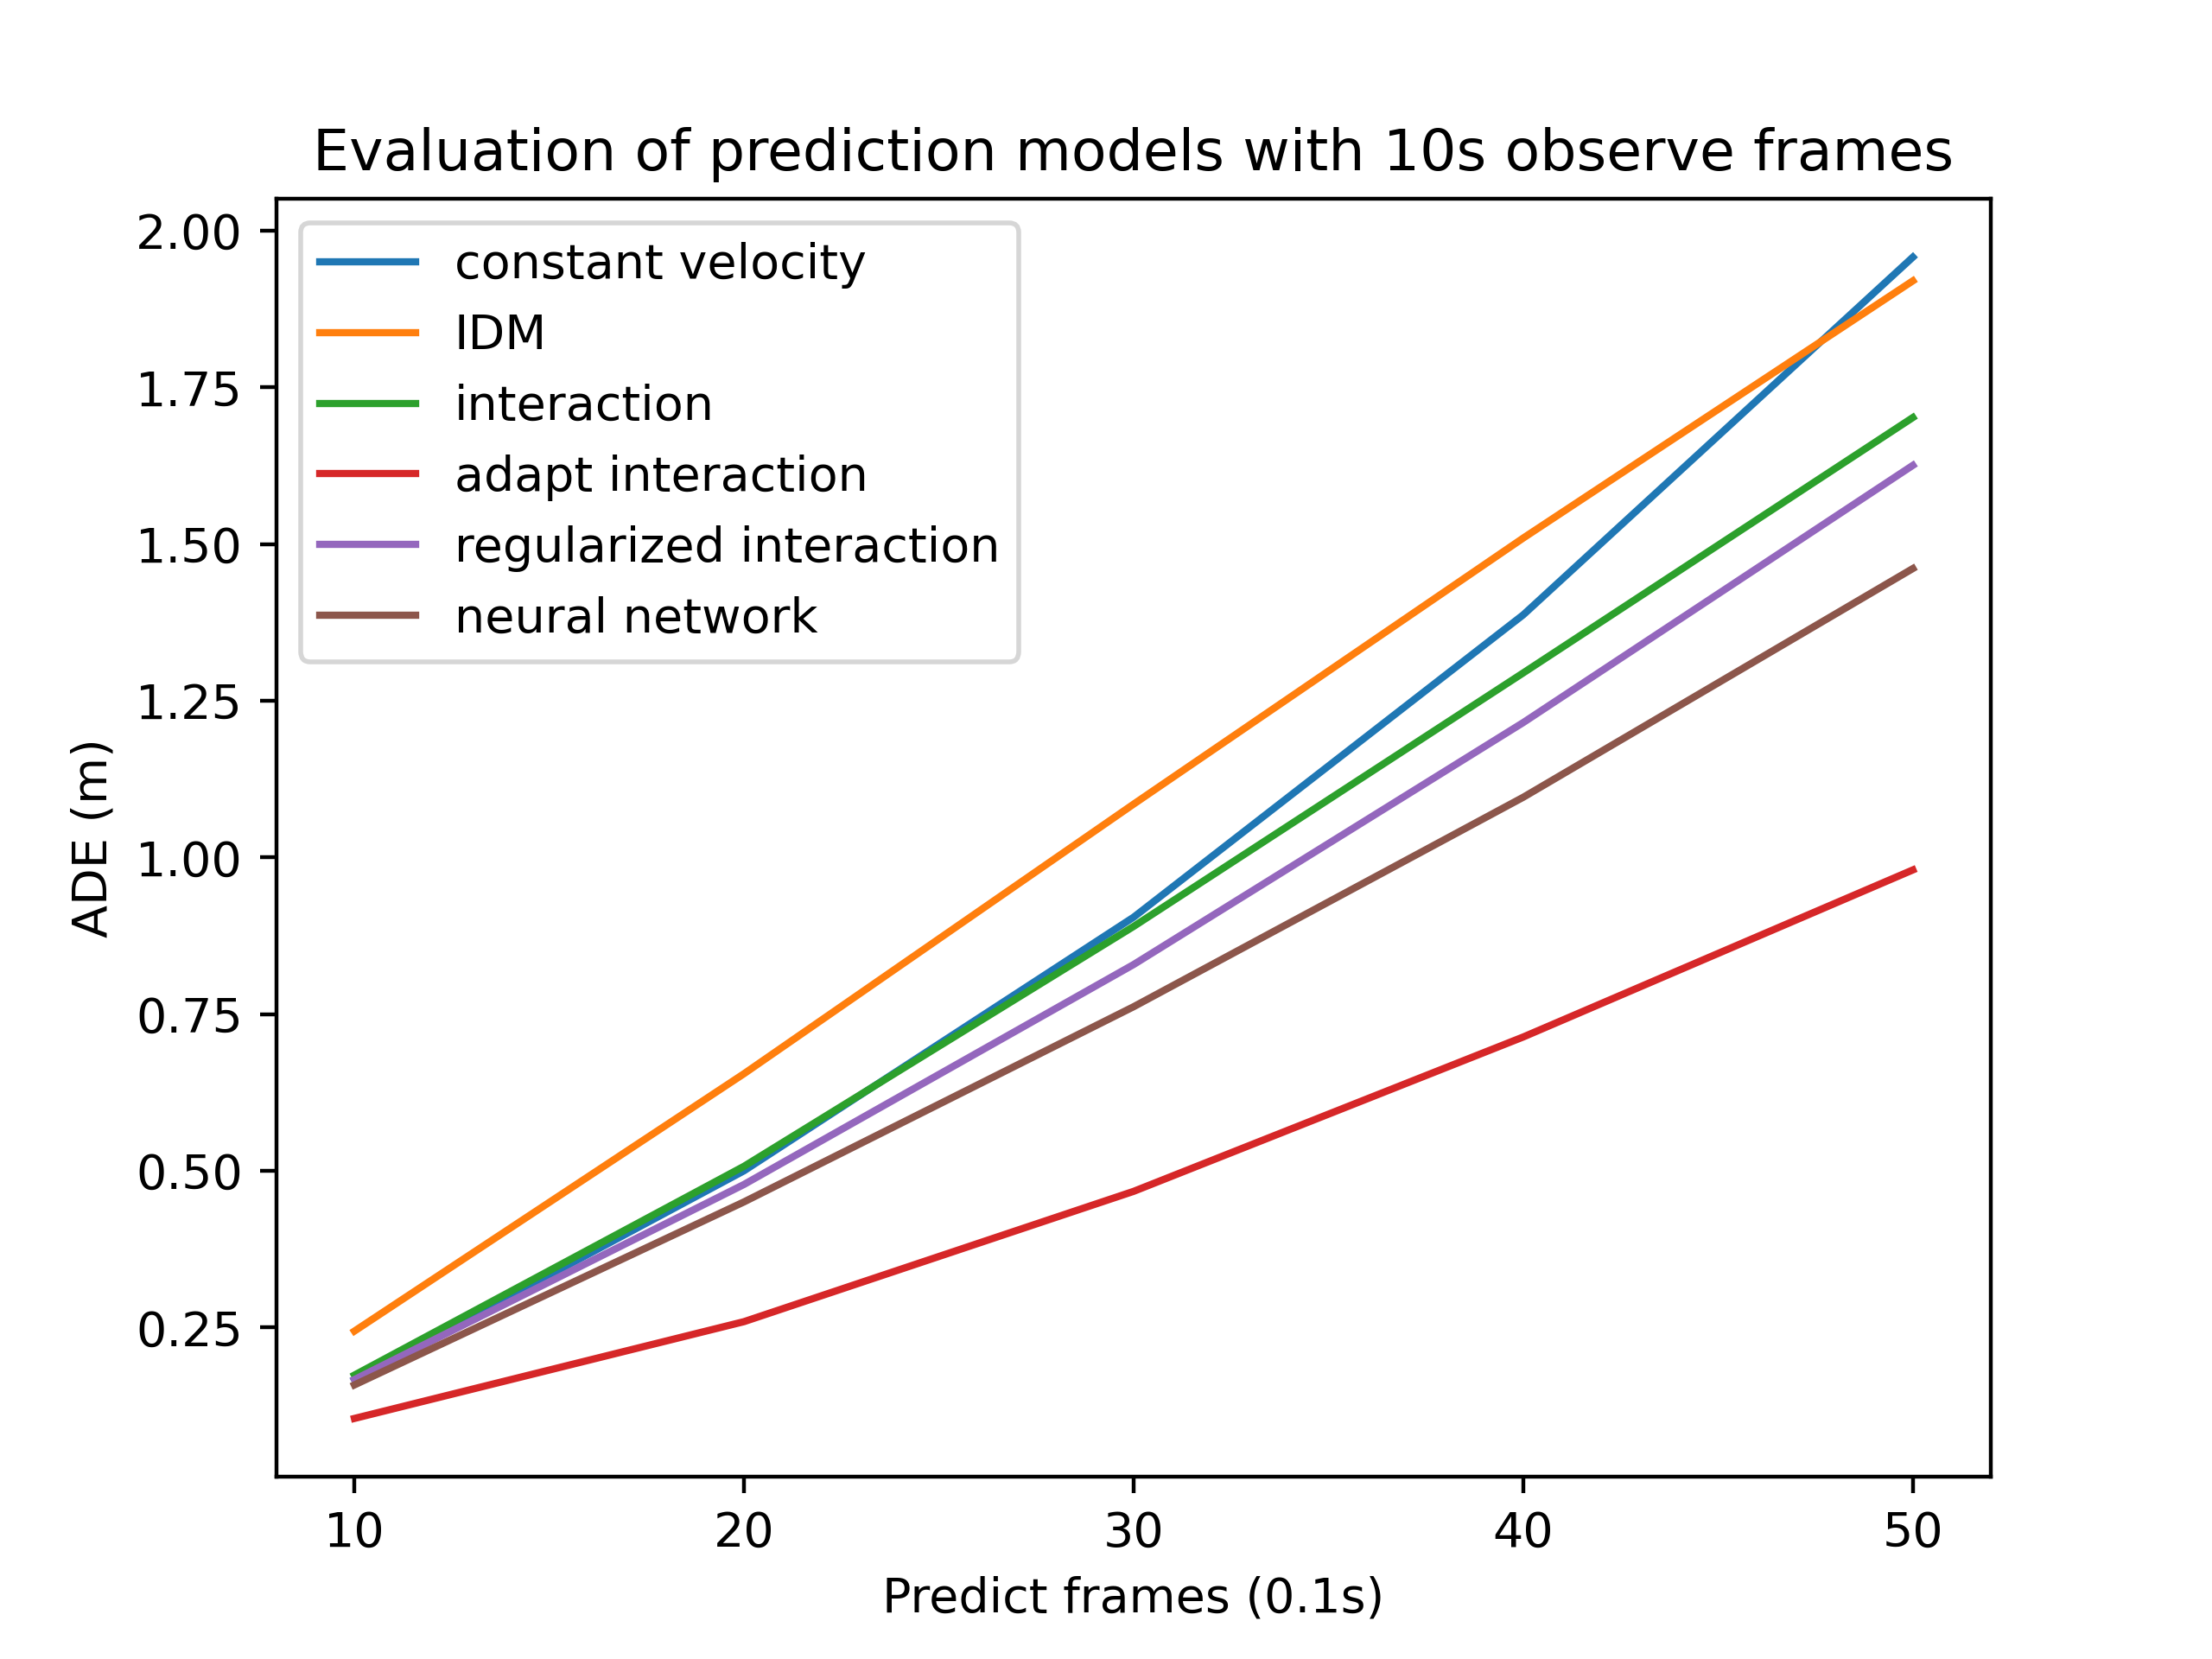 Evaluation of prediction models with 10s observe frames
constant velocity
IDM
interaction
adapt interaction
regularized interaction
neural network
ADE (m)
2.00
1.75
1.50
1.25
1.00
0.75
0.50
0.25
10 20 30 40 50
Predict frames (0.1s)